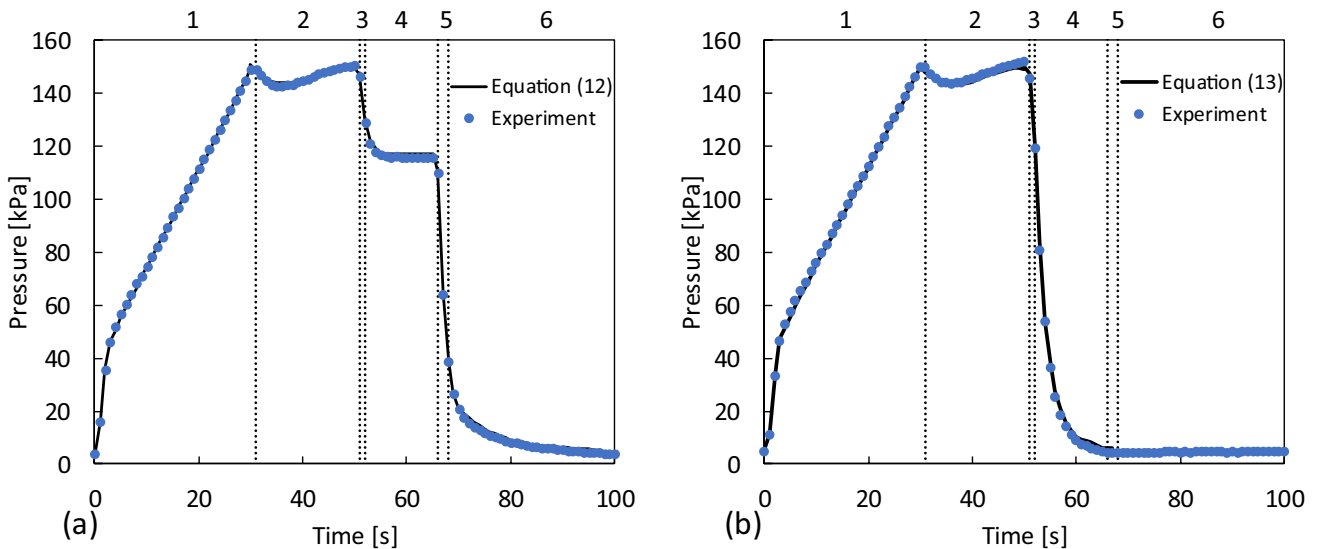 1 2 3 4 5 6
160
140
120
100
80
60
40
20
0
Pressure [kPa]
Equation (12)
Experiment
0 20 40 60 80 100
(a)
Time [s]
1 2 3 4 5 6
160
140
120
100
80
60
40
20
0
Pressure [kPa]
Equation (13)
Experiment
0 20 40 60 80 100
(b)
Time [s]